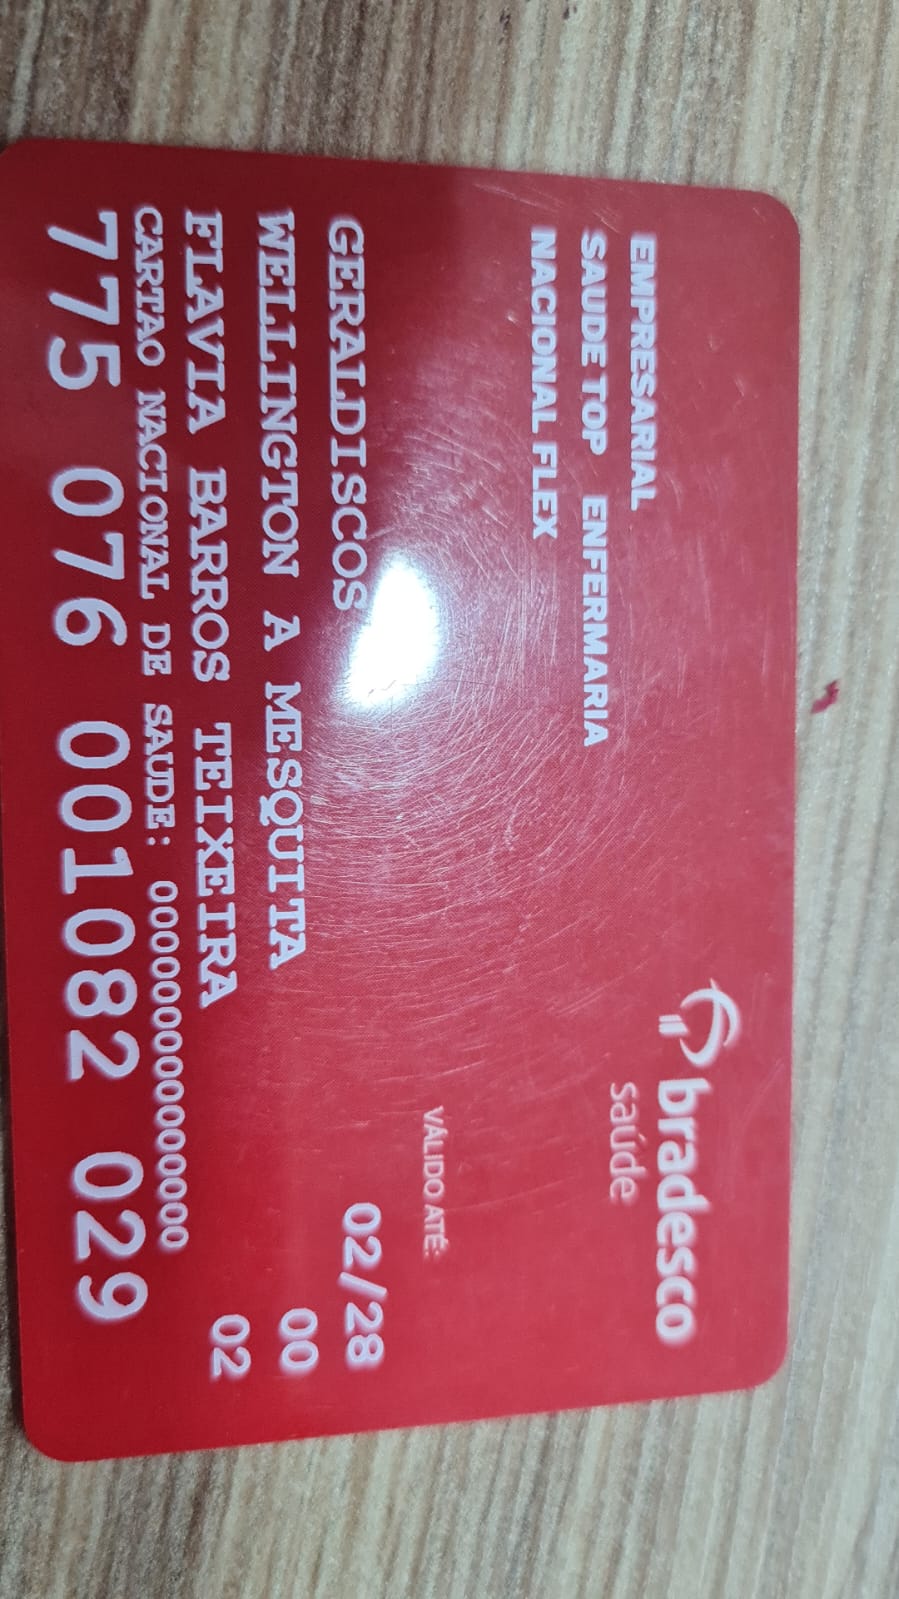 bradesco
saúde
EMPRESARIAL
SAUDE TOP ENFERMARIA
NACIONAL FLEX
VÁLIDO ATÉ:
GERALDISCOS 02/28
WELLINGTON A MESQUITA 00
FLAVIA BARROS TEIXEIRA 02
CARTAO NACIONAL DE SAUDE: 000000000000000
775 076 001082 029